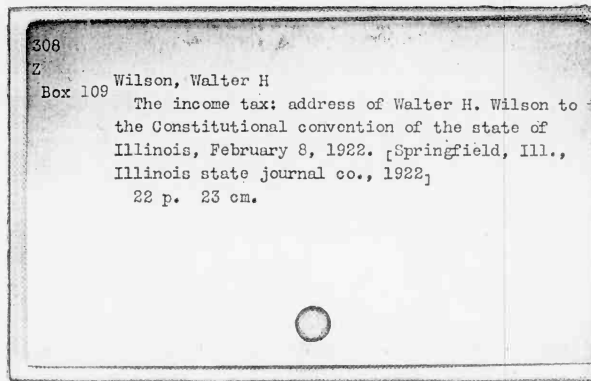 308
Z
Box 109
Wilson, Walter H
The income tax: address of Walter H. Wilson to
the Constitutional convention of the state of
Illinois, February 8, 1922. [Springfield, Ill.,
Illinois state journal co., 1922]
22 p. 23 cm.